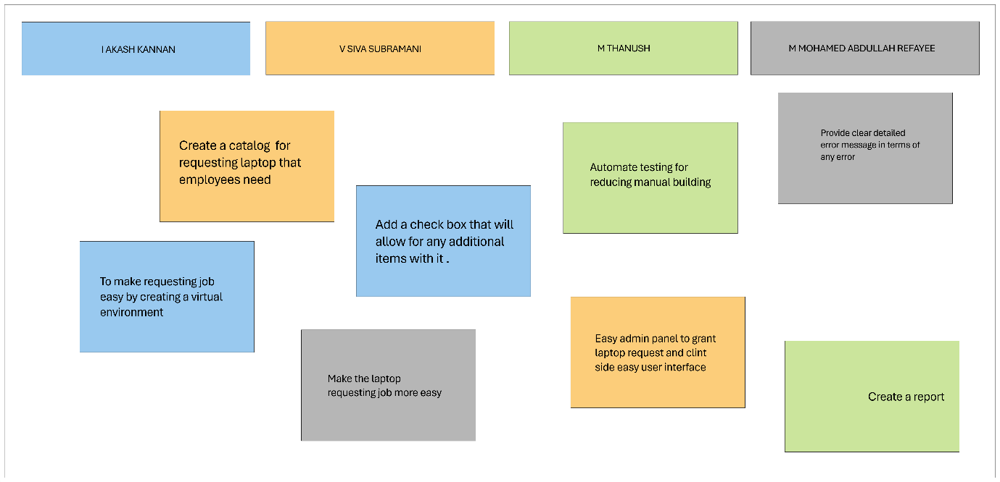 I AKASH KANNAN
V SIVA SUBRAMANI
M THANUSH
M MOHAMED ABDULLAH REFAYEE
Create a catalog for
requesting laptop that
employees need
Add a check box that will
allow for any additional
items with it .
Automate testing for
reducing manual building
Provide clear detailed
error message in terms of
any error
To make requesting job
easy by creating a virtual
environment
Make the laptop
requesting job more easy
Easy admin panel to grant
laptop request and clint
side easy user interface
Create a report